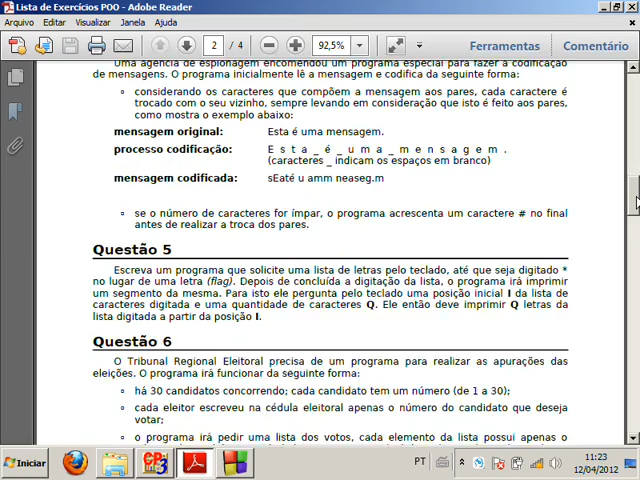 Lista de Exercícios POO - Adobe Reader
Arquivo Editar Visualizar Janela Ajuda
2 / 4 92,5% Ferramentas Comentário
Uma agência de espionagem encomendou um programa especial para fazer a codificação
de mensagens. O programa inicialmente lê a mensagem e codifica da seguinte forma:
considerando os caracteres que compõem a mensagem aos pares, cada caractere é
trocado com o seu vizinho, sempre levando em consideração que isto é feito aos pares,
como mostra o exemplo abaixo:
mensagem original: Esta é uma mensagem.
processo codificação: E s t a _ é _ u m a _ m e n s a g e m .
(caracteres _ indicam os espaços em branco)
mensagem codificada: sEaté u amm neaseg.m
se o número de caracteres for ímpar, o programa acrescenta um caractere # no final
antes de realizar a troca dos pares.
Questão 5
Escreva um programa que solicite uma lista de letras pelo teclado, até que seja digitado *
no lugar de uma letra (flag). Depois de concluída a digitação da lista, o programa irá imprimir
um segmento da mesma. Para isto ele pergunta pelo teclado uma posição inicial I da lista de
caracteres digitada e uma quantidade de caracteres Q. Ele então deve imprimir Q letras da
lista digitada a partir da posição I.
Questão 6
O Tribunal Regional Eleitoral precisa de um programa para realizar as apurações das
eleições. O programa irá funcionar da seguinte forma:
há 30 candidatos concorrendo; cada candidato tem um número (de 1 a 30);
cada eleitor escreveu na cédula eleitoral apenas o número do candidato que deseja
votar;
o programa irá pedir uma lista dos votos, cada elemento da lista possui apenas o
Iniciar PT 11:23
12/04/2012